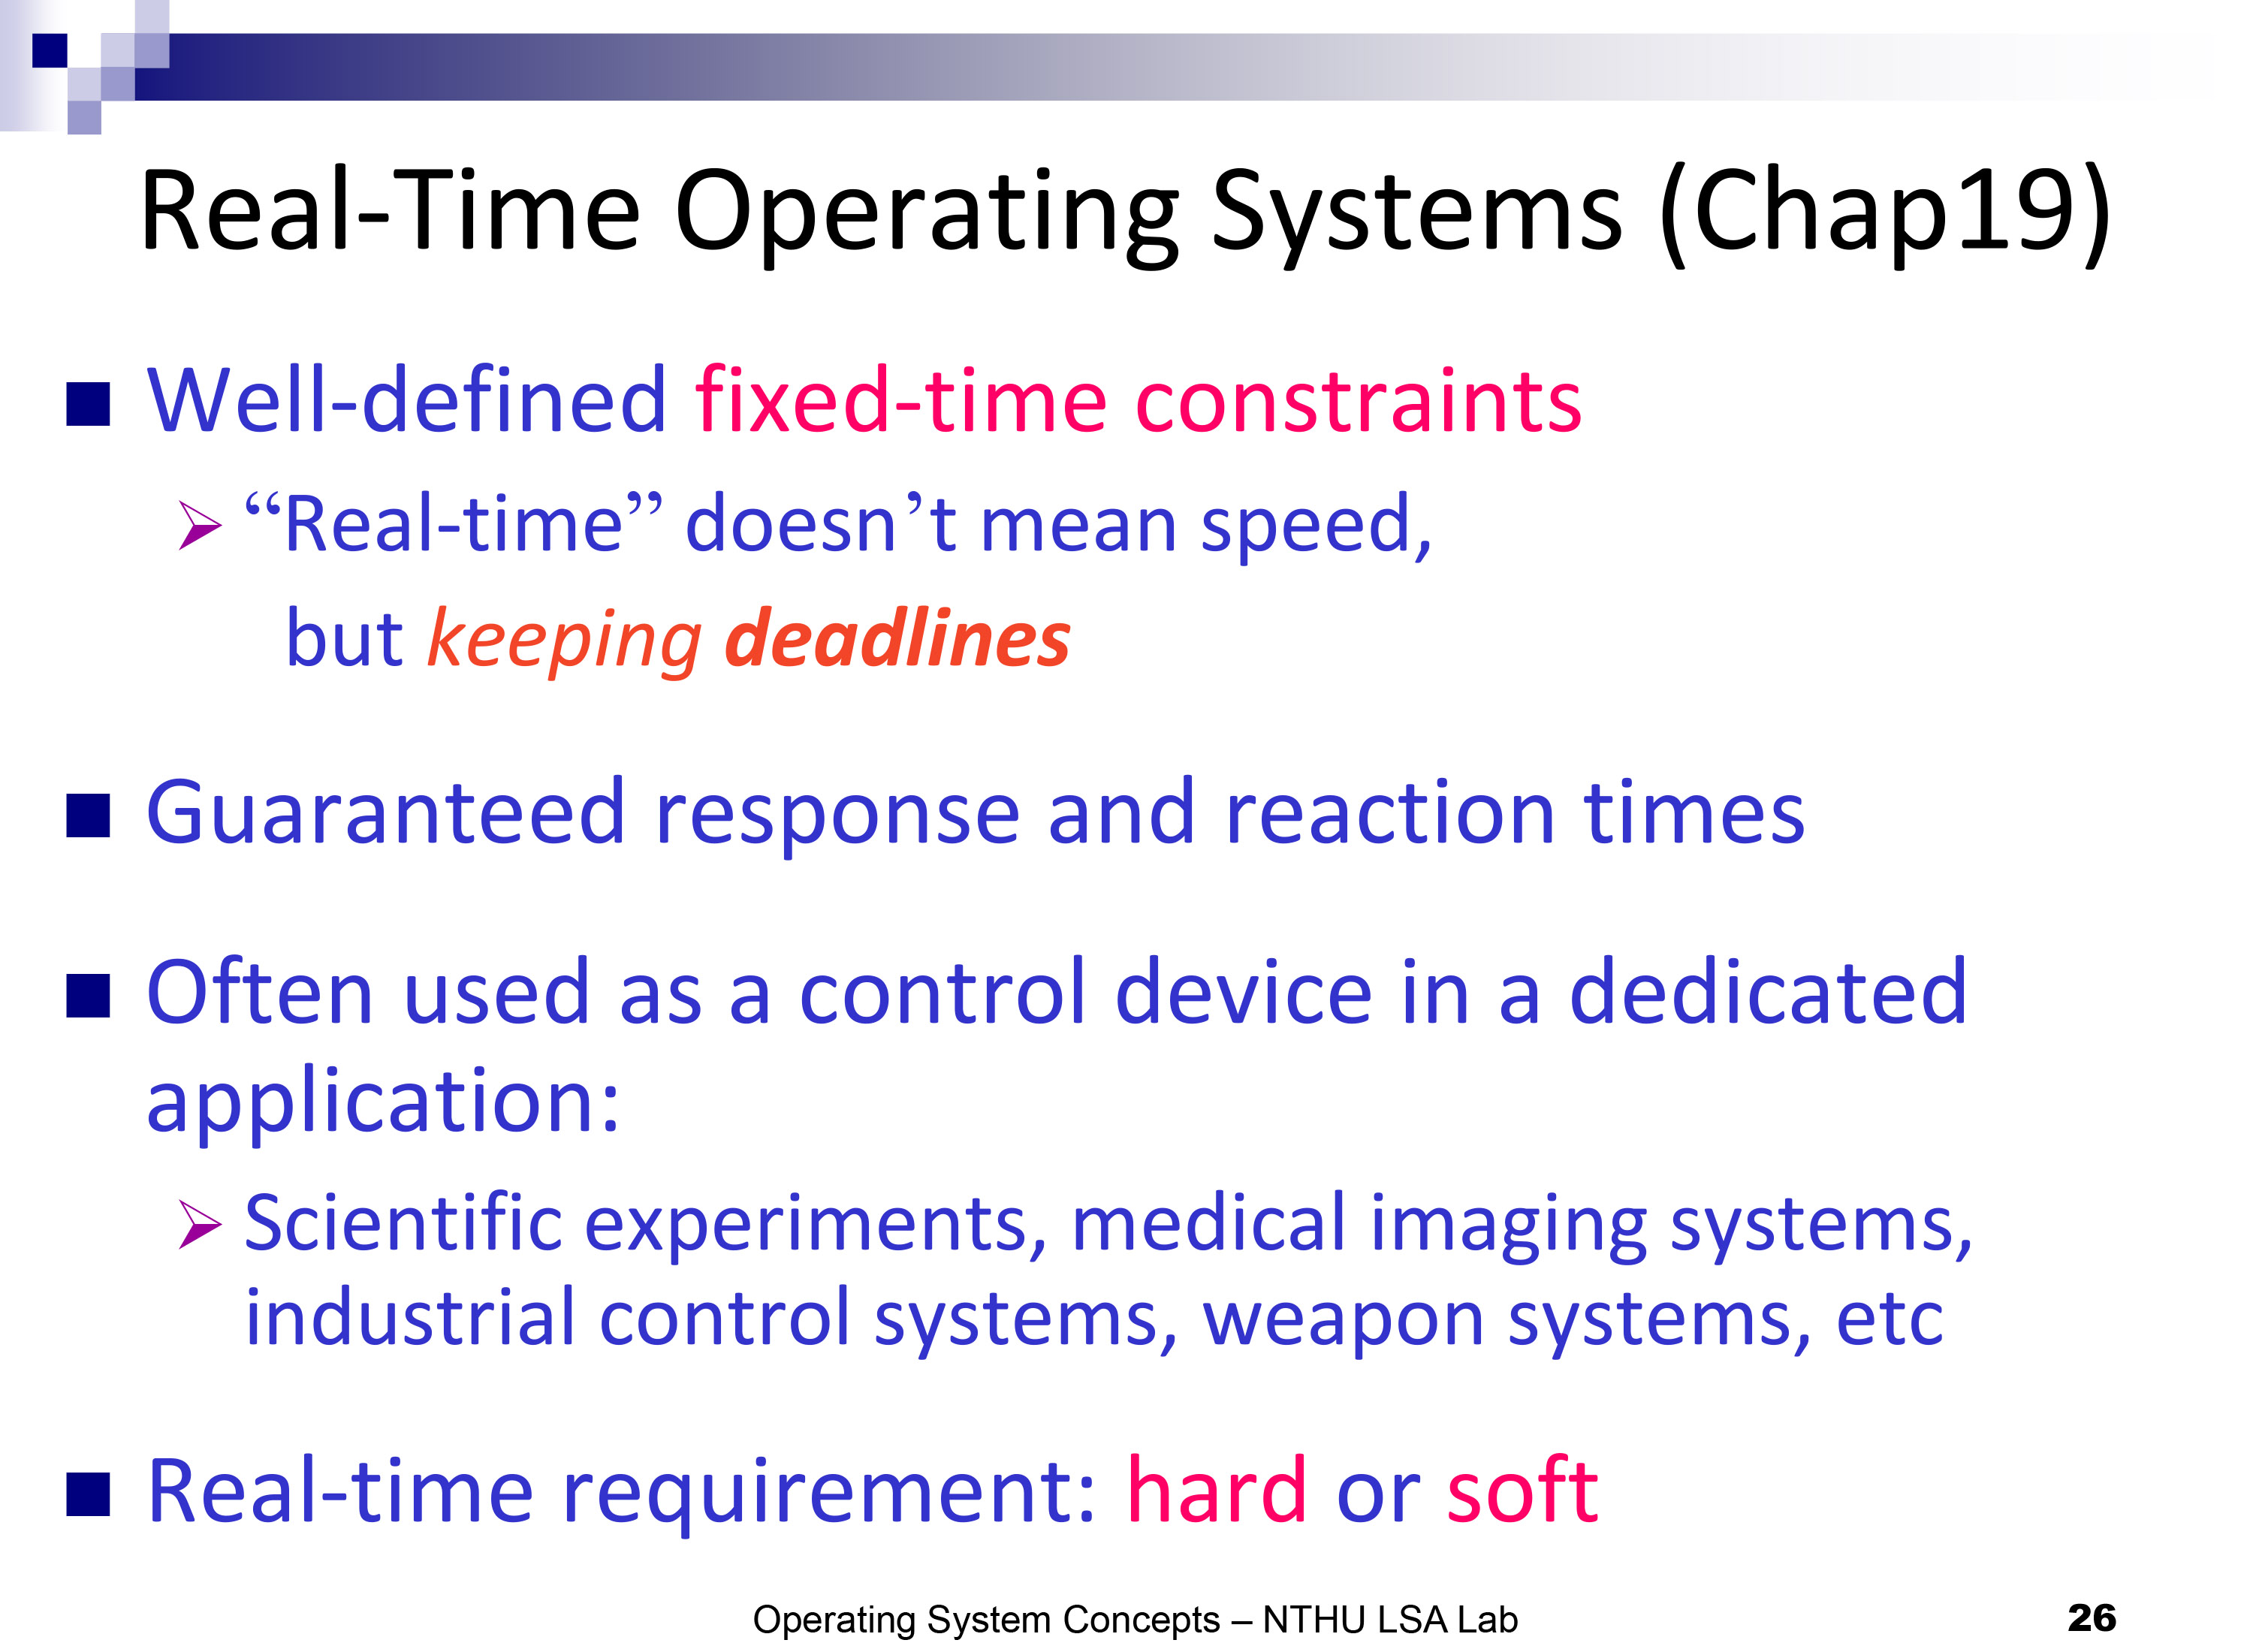 Real-Time Operating Systems (Chap19)
Well-defined fixed-time constraints
“Real-time” doesn’t mean speed,
but keeping deadlines
Guaranteed response and reaction times
Often used as a control device in a dedicated
application:
Scientific experiments, medical imaging systems,
industrial control systems, weapon systems, etc
Real-time requirement: hard or soft
Operating System Concepts – NTHU LSA Lab
26